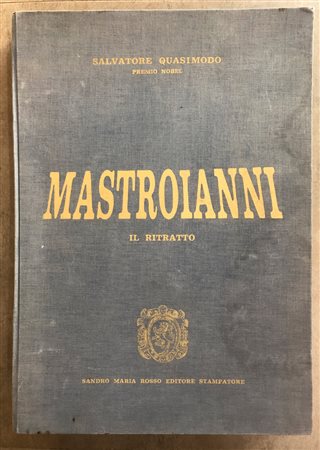 SALVATORE QUASIMODO
PREMIO NOBEL
MASTROIANNI
IL RITRATTO
SANDRO MARIA ROSSO EDITORE STAMPATORE